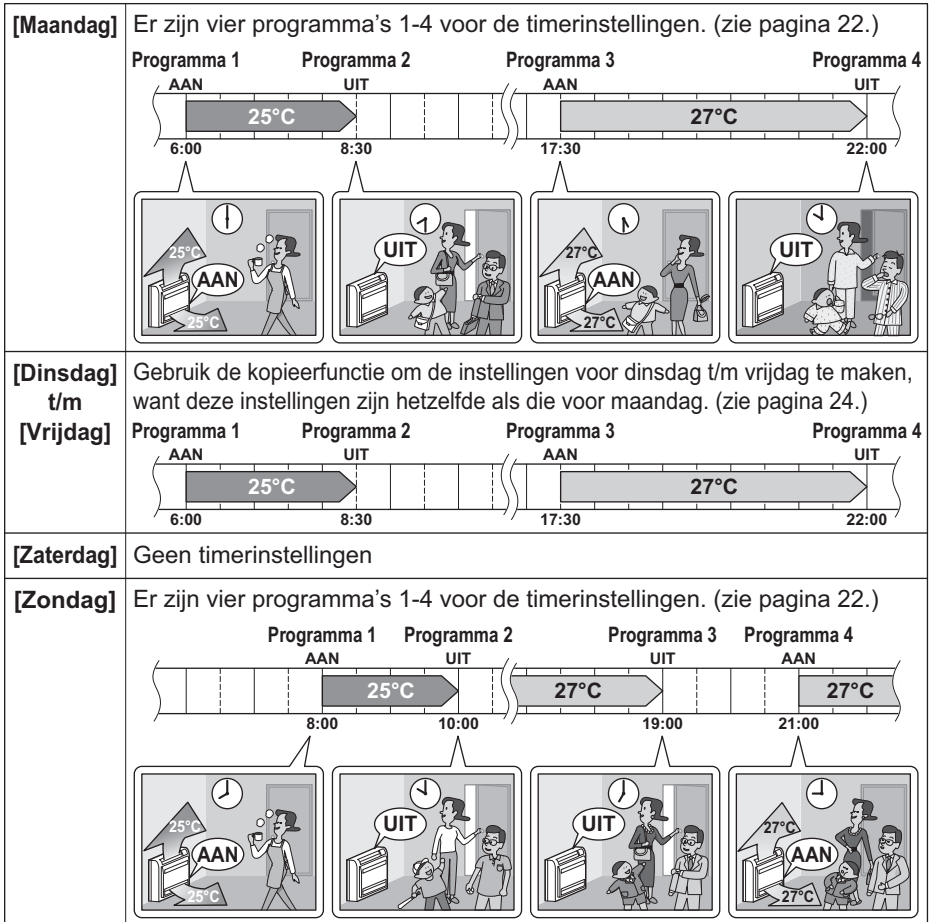 [Maandag]
Er zijn vier programma's 1-4 voor de timerinstellingen. (zie pagina 22.)
Programma 1 Programma 2 Programma 3 Programma 4
AAN UIT AAN UIT
25°C 27°C
6:00 8:30 17:30 22:00
25°C AAN 25°C
UIT
27°C AAN 27°C
UIT
[Dinsdag]
t/m
[Vrijdag]
Gebruik de kopieerfunctie om de instellingen voor dinsdag t/m vrijdag te maken,
want deze instellingen zijn hetzelfde als die voor maandag. (zie pagina 24.)
Programma 1 Programma 2 Programma 3 Programma 4
AAN UIT AAN UIT
25°C 27°C
6:00 8:30 17:30 22:00
[Zaterdag]
Geen timerinstellingen
[Zondag]
Er zijn vier programma's 1-4 voor de timerinstellingen. (zie pagina 22.)
Programma 1 Programma 2 Programma 3 Programma 4
AAN UIT UIT AAN
25°C 27°C 27°C
8:00 10:00 19:00 21:00
25°C AAN 25°C
UIT
UIT
27°C AAN 27°C